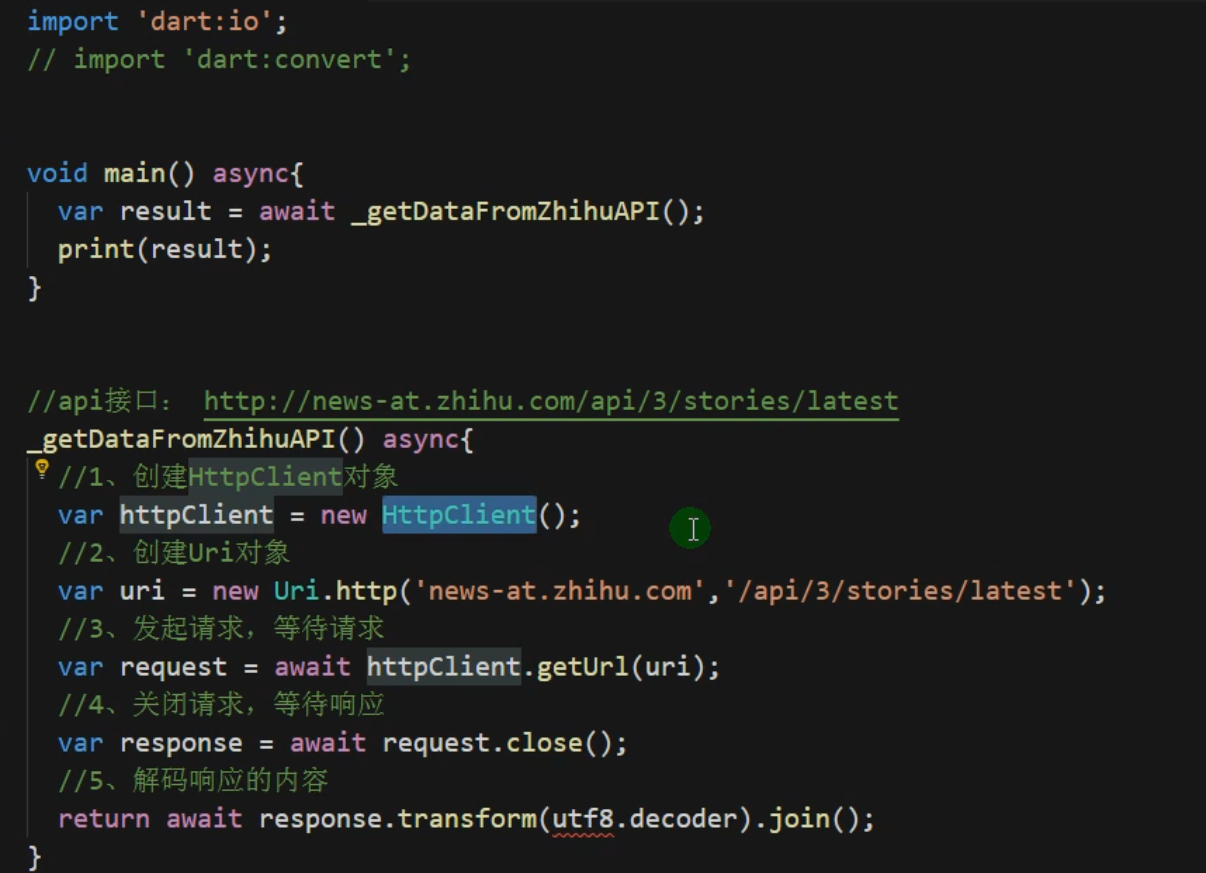 import 'dart:io';
// import 'dart:convert';
void main() async{
  var result = await _getDataFromZhihuAPI();
  print(result);
}
//api接口： http://news-at.zhihu.com/api/3/stories/latest
_getDataFromZhihuAPI() async{
  //1、创建HttpClient对象
  var httpClient = new HttpClient();
  //2、创建Uri对象
  var uri = new Uri.http('news-at.zhihu.com','/api/3/stories/latest');
  //3、发起请求，等待请求
  var request = await httpClient.getUrl(uri);
  //4、关闭请求，等待响应
  var response = await request.close();
  //5、解码响应的内容
  return await response.transform(utf8.decoder).join();
}